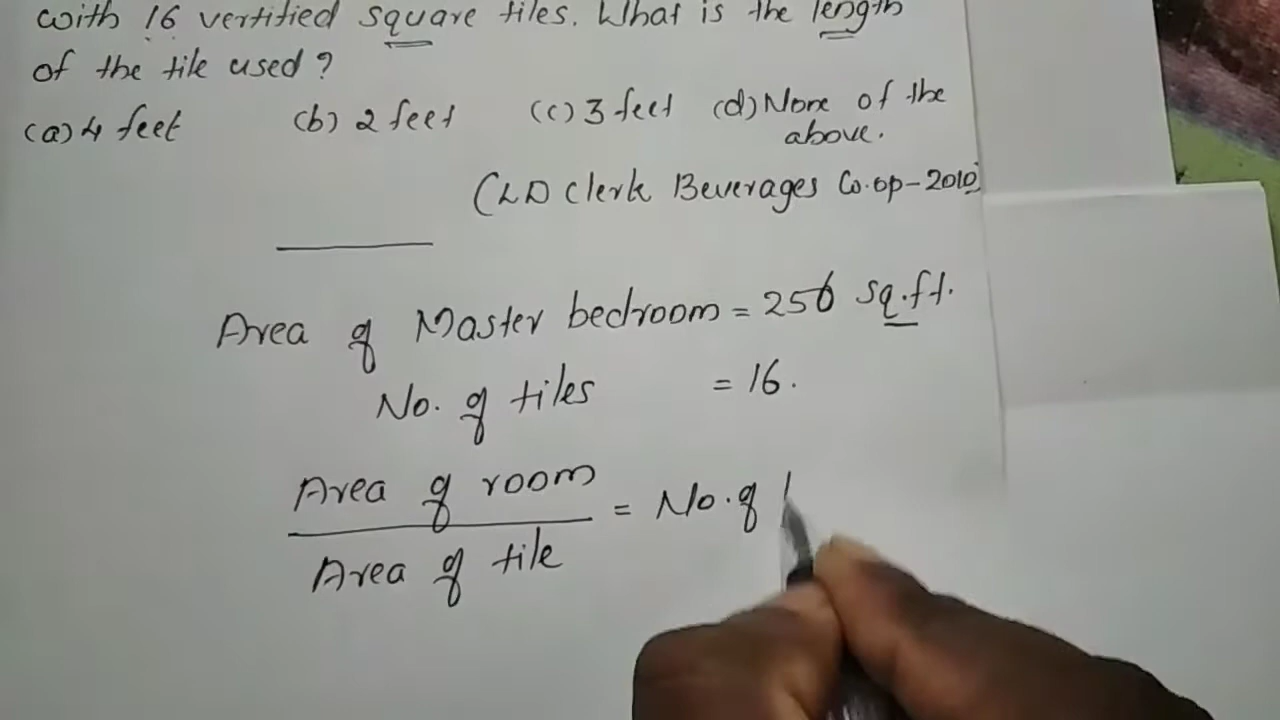 with 16 vertified square tiles. What is the length
of the tile used?
(a) 4 feet (b) 2 feet (c) 3 feet (d) None of the
above.
(LD Clerk Beverages Co.op-2010)
Area of Master bedroom = 256 sq.ft.
No. of tiles = 16.
Area of room
= No. of
Area of tile